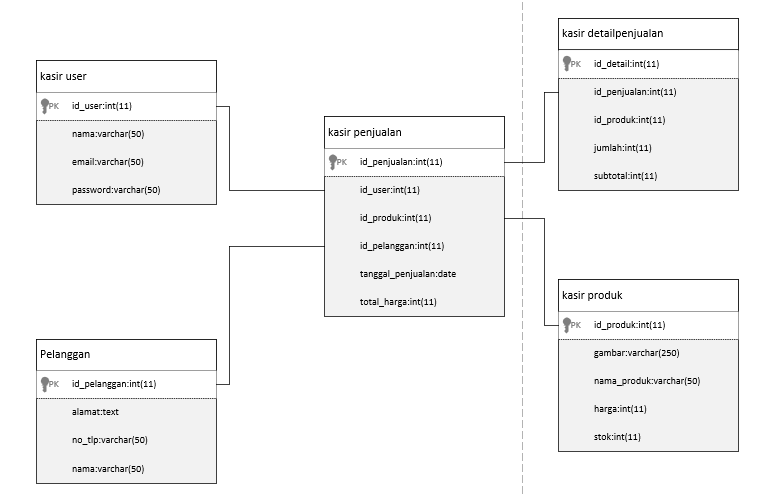 kasir user
PK id_user:int(11)
nama:varchar(50)
email:varchar(50)
password:varchar(50)
Pelanggan
PK id_pelanggan:int(11)
alamat:text
no_tlp:varchar(50)
nama:varchar(50)
kasir penjualan
PK id_penjualan:int(11)
id_user:int(11)
id_produk:int(11)
id_pelanggan:int(11)
tanggal_penjualan:date
total_harga:int(11)
kasir detailpenjualan
PK id_detail:int(11)
id_penjualan:int(11)
id_produk:int(11)
jumlah:int(11)
subtotal:int(11)
kasir produk
PK id_produk:int(11)
gambar:varchar(250)
nama_produk:varchar(50)
harga:int(11)
stok:int(11)